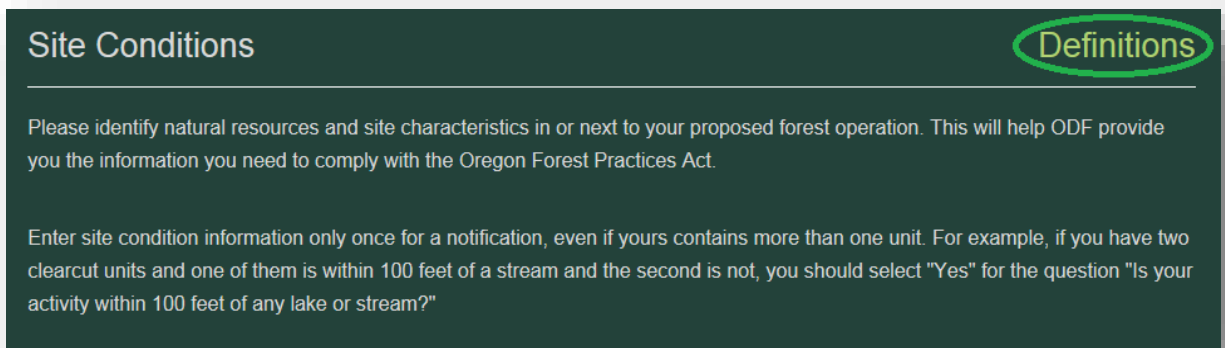 Site Conditions
Definitions
Please identify natural resources and site characteristics in or next to your proposed forest operation. This will help ODF provide
you the information you need to comply with the Oregon Forest Practices Act.
Enter site condition information only once for a notification, even if yours contains more than one unit. For example, if you have two
clearcut units and one of them is within 100 feet of a stream and the second is not, you should select "Yes" for the question "Is your
activity within 100 feet of any lake or stream?"